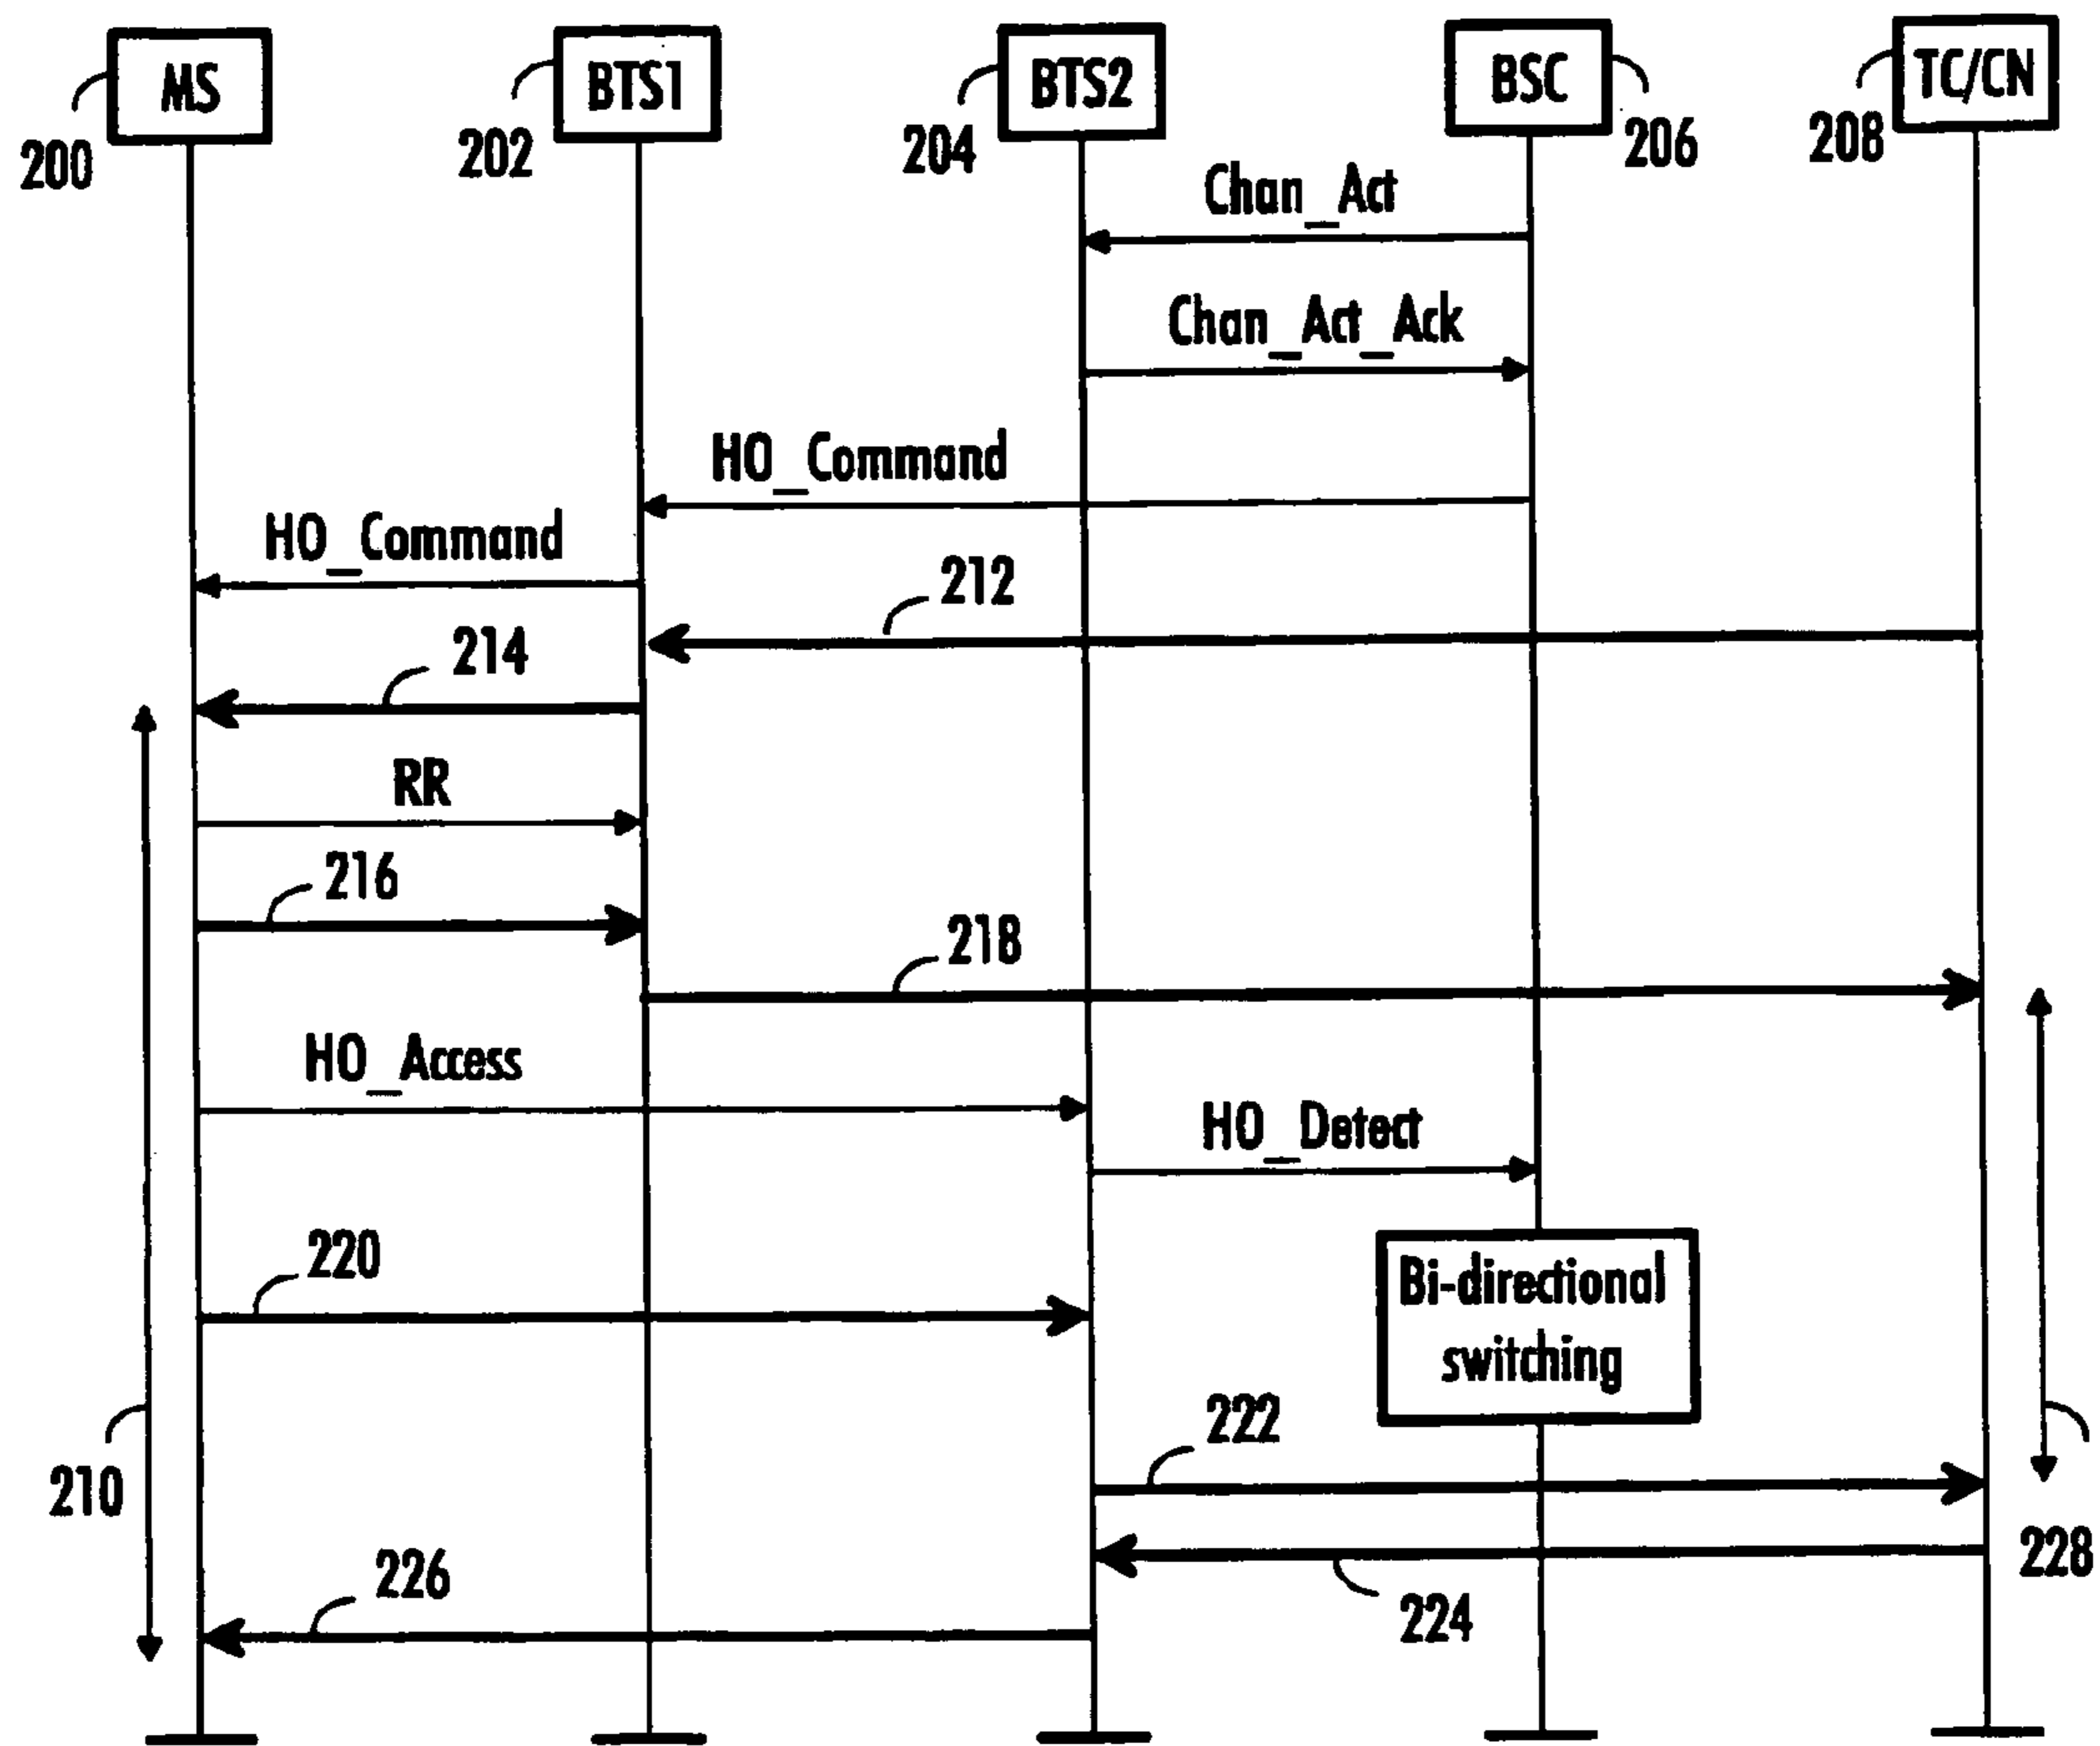 MS
BTS1
BTS2
BSC
TC/CN
200
202
204
206
208
Chan_Act
Chan_Act_Ack
HO_Command
HO_Command
212
214
RR
216
218
HO_Access
HO_Detect
220
Bi-directional
switching
222
210
228
226
224